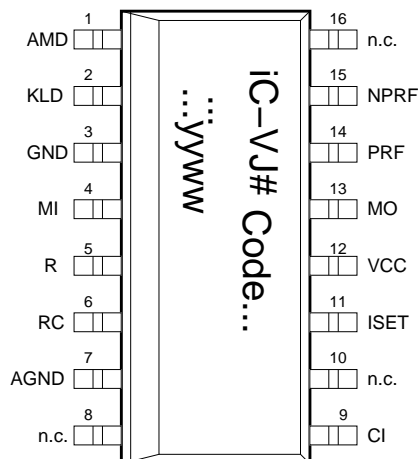 1 16
AMD n.c.
2 15
KLD NPRF
3 14
GND PRF
4 13
MI MO
5 12
R VCC
6 11
RC ISET
7 10
AGND n.c.
8 9
n.c. CI
iC−VJ# Code....
...
...yyww